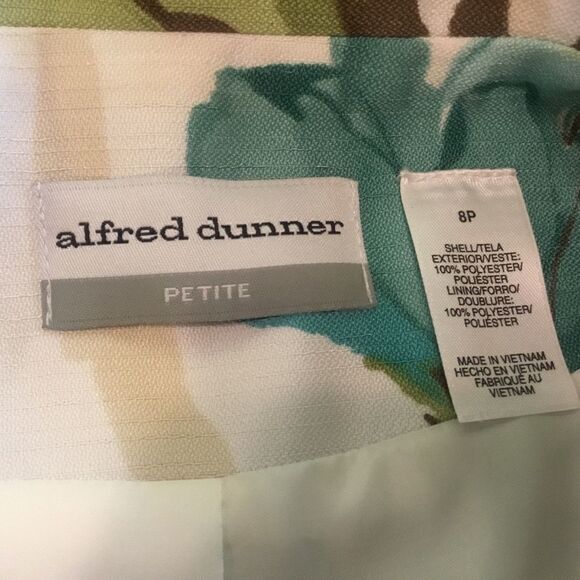 alfred dunner
PETITE
8P
SHELL/TELA
EXTERIOR/VESTE:
100% POLYESTER/
POLIÉSTER
LINING/FORRO/
DOUBLURE:
100% POLYESTER/
POLIÉSTER
MADE IN VIETNAM
HECHO EN VIETNAM
FABRIQUÉ AU
VIETNAM